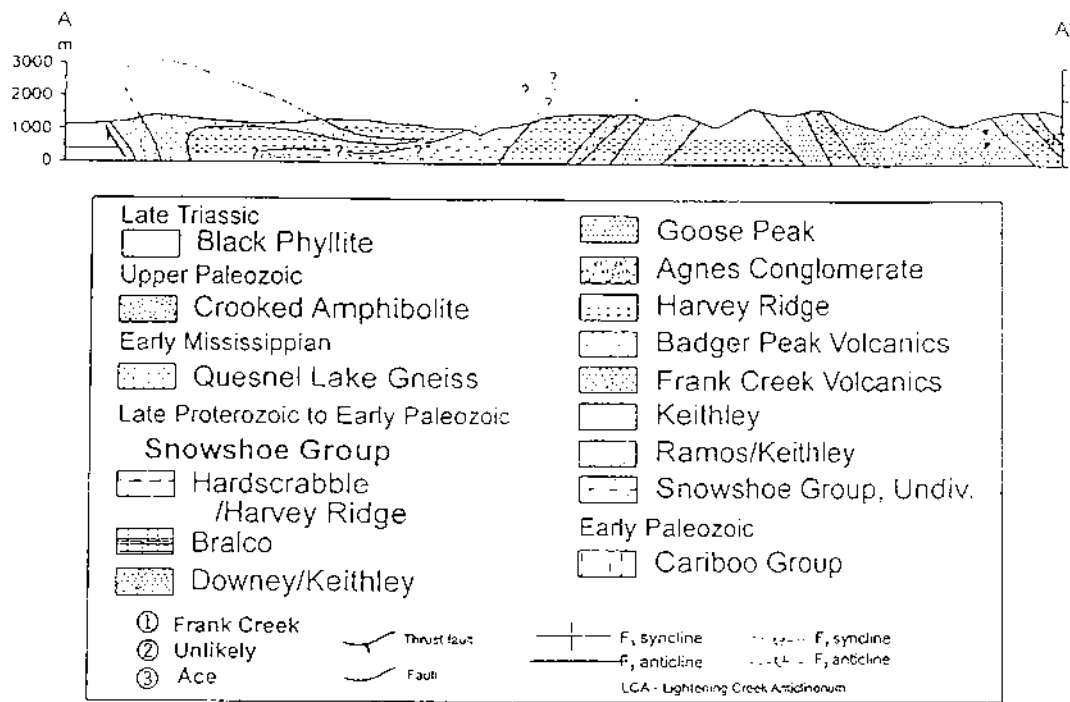 A
A'
m
3000
2000
1000
0
?
?
?
?
?
?
Late Triassic
Black Phyllite
Upper Paleozoic
Crooked Amphibolite
Early Mississippian
Quesnel Lake Gneiss
Late Proterozoic to Early Paleozoic
Snowshoe Group
Hardscrabble
/Harvey Ridge
Bralco
Downey/Keithley
Goose Peak
Agnes Conglomerate
Harvey Ridge
Badger Peak Volcanics
Frank Creek Volcanics
Keithley
Ramos/Keithley
Snowshoe Group, Undiv.
Early Paleozoic
Cariboo Group
① Frank Creek
② Unlikely
③ Ace
Thrust fault
Fault
syncline
anticline
syncline
anticline
LCA - Lightening Creek Anticlinorium